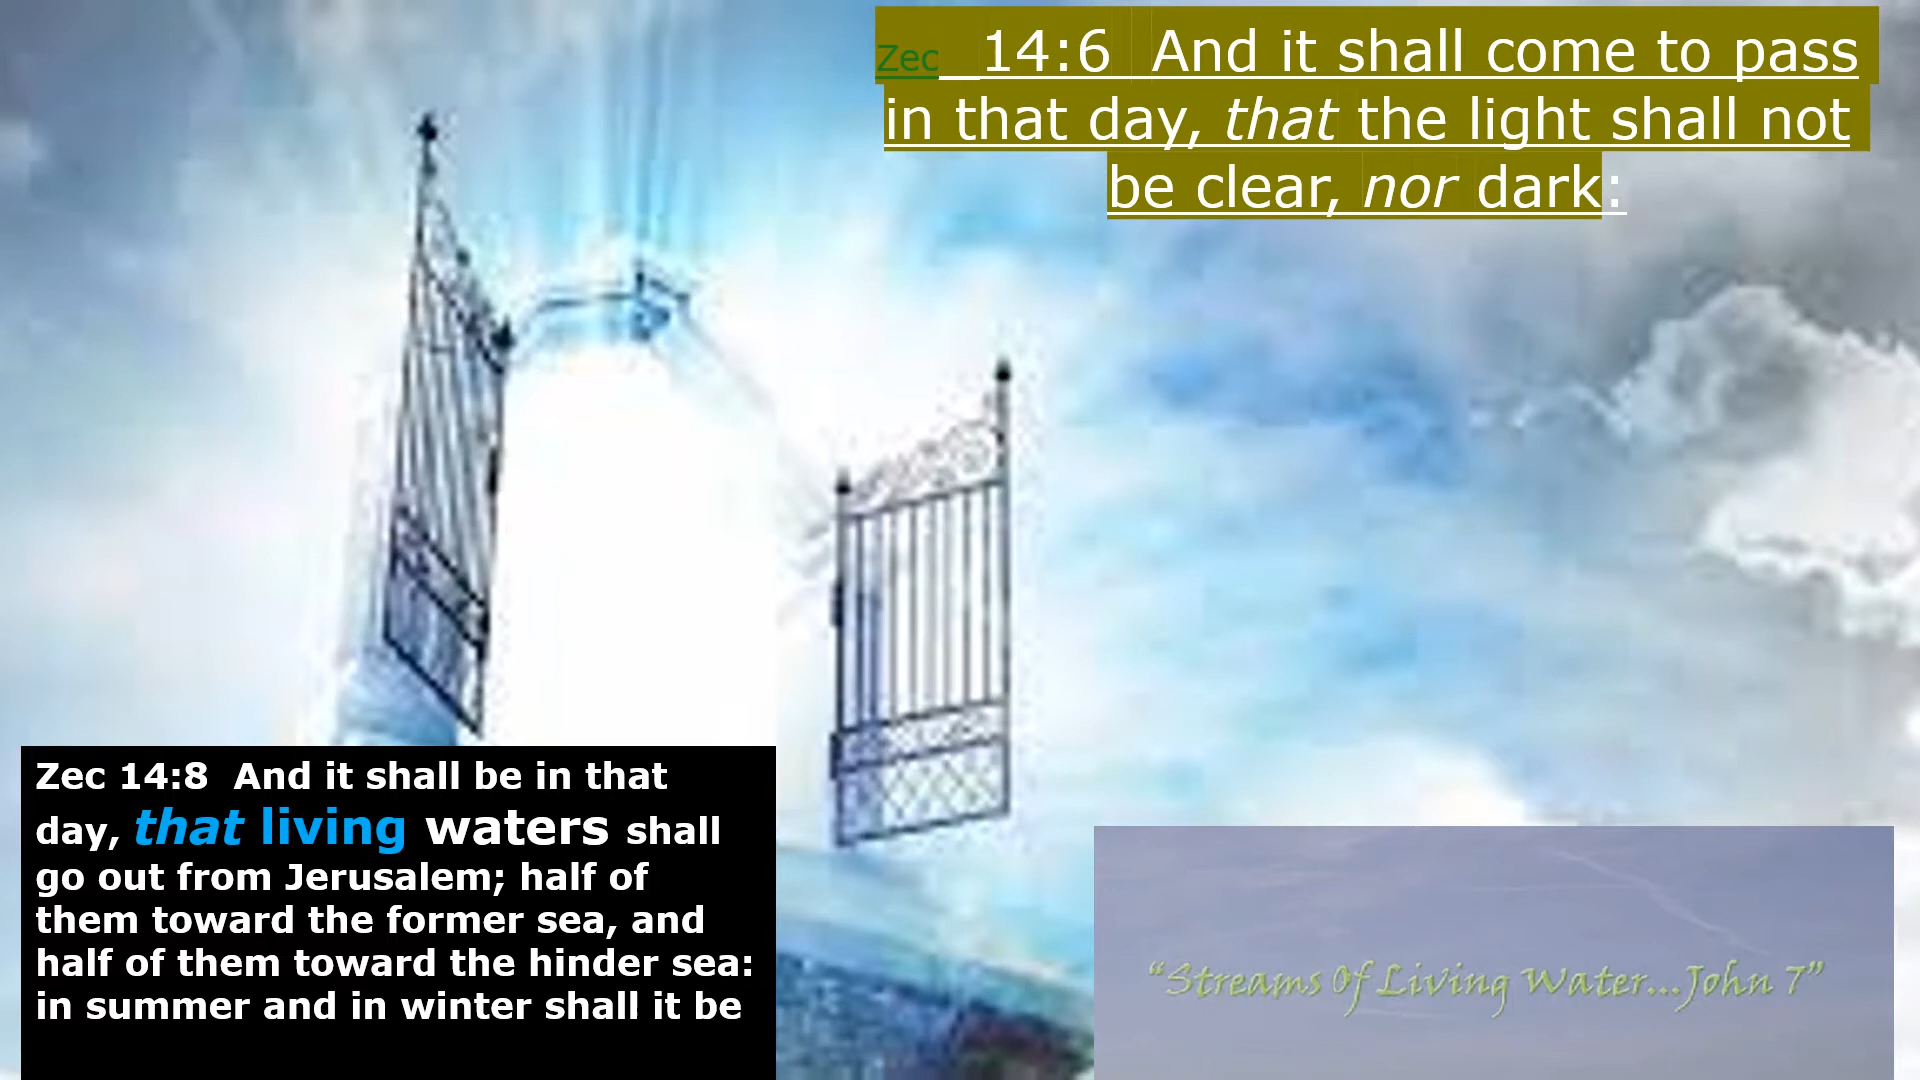 Zec 14:6 And it shall come to pass
in that day, that the light shall not
be clear, nor dark:
Zec 14:8 And it shall be in that
day, that living waters shall
go out from Jerusalem; half of
them toward the former sea, and
half of them toward the hinder sea:
in summer and in winter shall it be
“Streams Of Living Water...John 7”